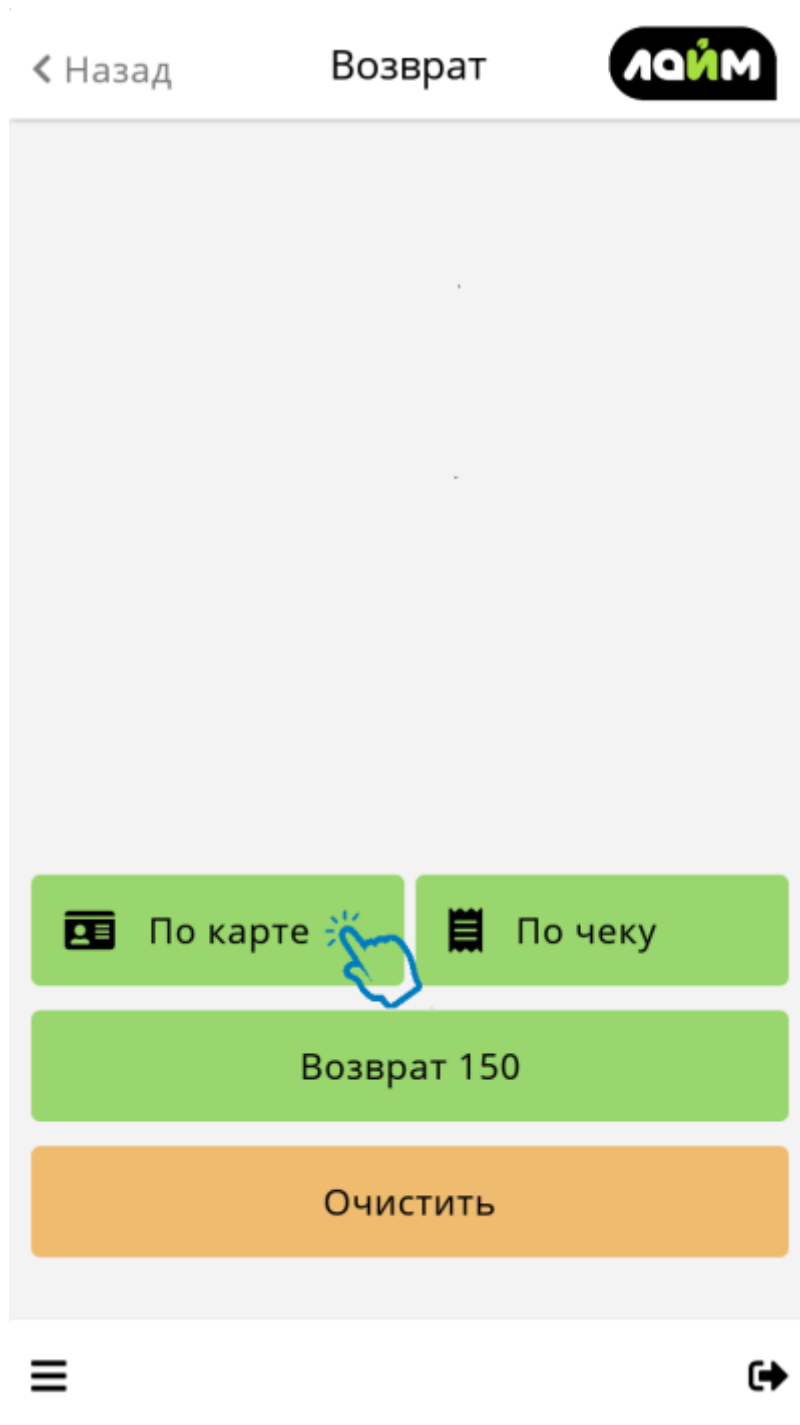 Назад
Возврат
лайм
По карте
По чеку
Возврат 150
Очистить